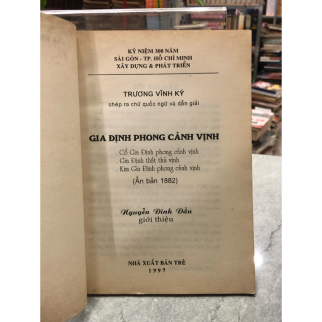 KỶ NIỆM 300 NĂM
SÀI GÒN - TP. HỒ CHÍ MINH
XÂY DỰNG & PHÁT TRIỂN
TRƯƠNG VĨNH KÝ
chép ra chữ quốc ngữ và dẫn giải
GIA ĐỊNH PHONG CẢNH VỊNH
Cổ Gia Định phong cảnh vịnh
Gia Định thất thủ vịnh
Kim Gia Định phong cảnh vịnh
(Ấn bản 1882)
Nguyễn Đình Đầu
giới thiệu
NHÀ XUẤT BẢN TRẺ
1997